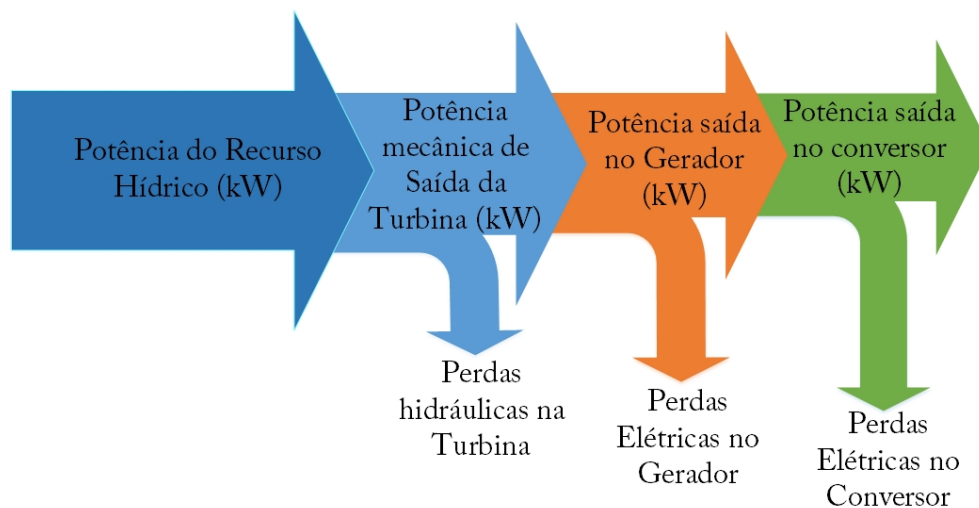 Potência do Recurso
Hídrico (kW)
Potência
mecânica de
Saída da
Turbina (kW)
Potência saída
no Gerador
(kW)
Potência saída
no conversor
(kW)
Perdas
hidráulicas na
Turbina
Perdas
Elétricas no
Gerador
Perdas
Elétricas no
Conversor